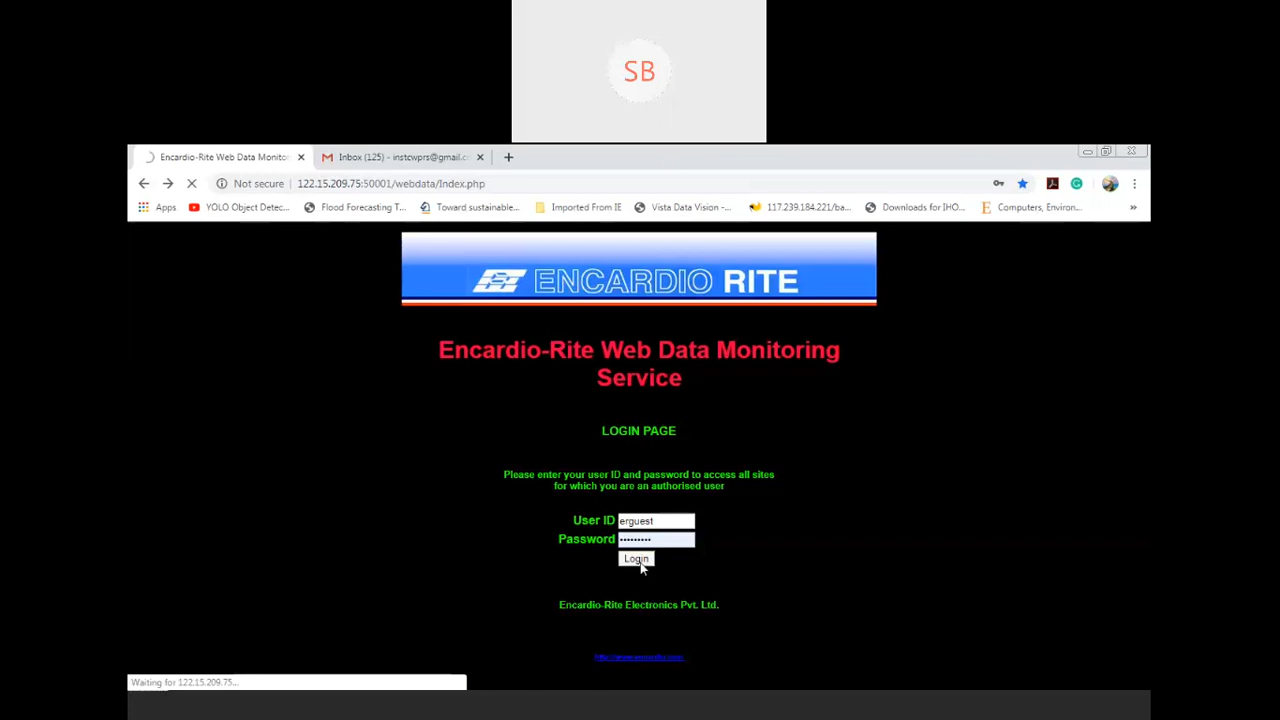 SB
Encardio-Rite Web Data Monitor
Inbox (125) - instcwprs@gmail.c
Not secure | 122.15.209.75:50001/webdata/Index.php
Apps YOLO Object Detec... Flood Forecasting T... Toward sustainable... Imported From IE Vista Data Vision -... 117.239.184.221/ba... Downloads for IHO... Computers, Environ... »
ENCARDIO RITE
Encardio-Rite Web Data Monitoring
Service
LOGIN PAGE
Please enter your user ID and password to access all sites
for which you are an authorised user
User ID erguest
Password •••••••••
Login
Encardio-Rite Electronics Pvt. Ltd.
Waiting for 122.15.209.75...